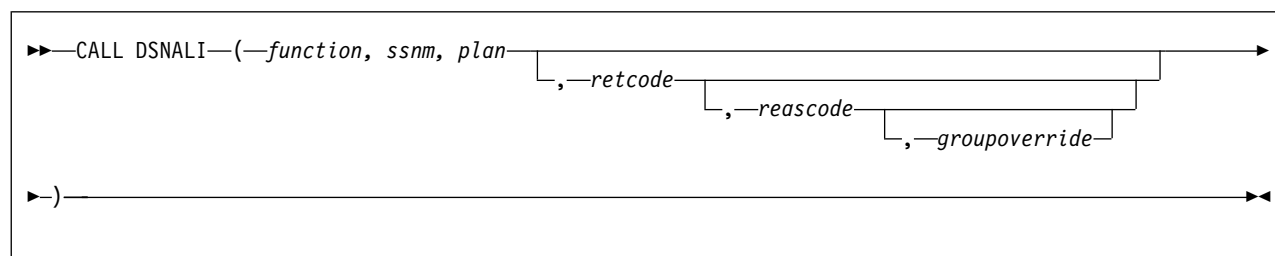 CALL DSNALI ( function, ssnm, plan
, retcode
, reascode
, groupoverride
)